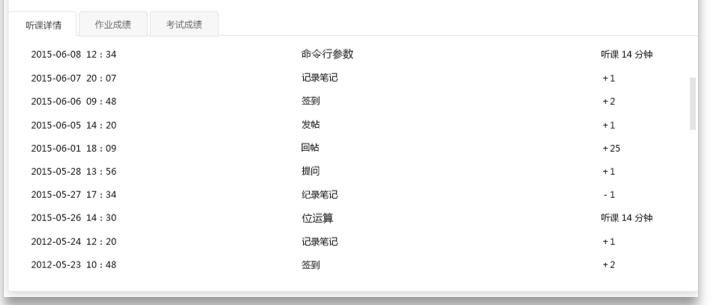 听课详情 作业成绩 考试成绩
2015-06-08 12：34 命令行参数 听课 14 分钟
2015-06-07 20：07 记录笔记 +1
2015-06-06 09：48 签到 +2
2015-06-05 14：20 发帖 +1
2015-06-01 18：09 回帖 +25
2015-05-28 13：56 提问 +1
2015-05-27 17：34 纪录笔记 -1
2015-05-26 14：30 位运算 听课 14 分钟
2012-05-24 12：20 记录笔记 +1
2012-05-23 10：48 签到 +2